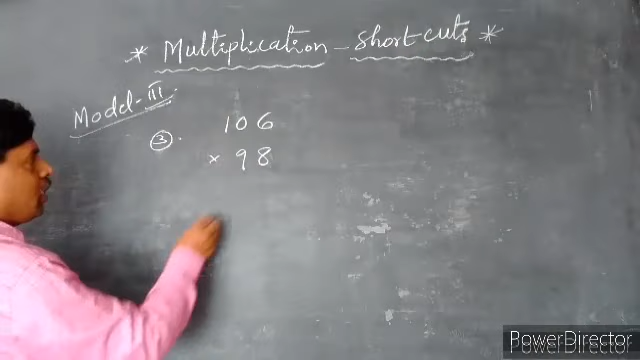 * Multiplication - Short-cuts *
Model-III.
③. 106
× 98
PowerDirector